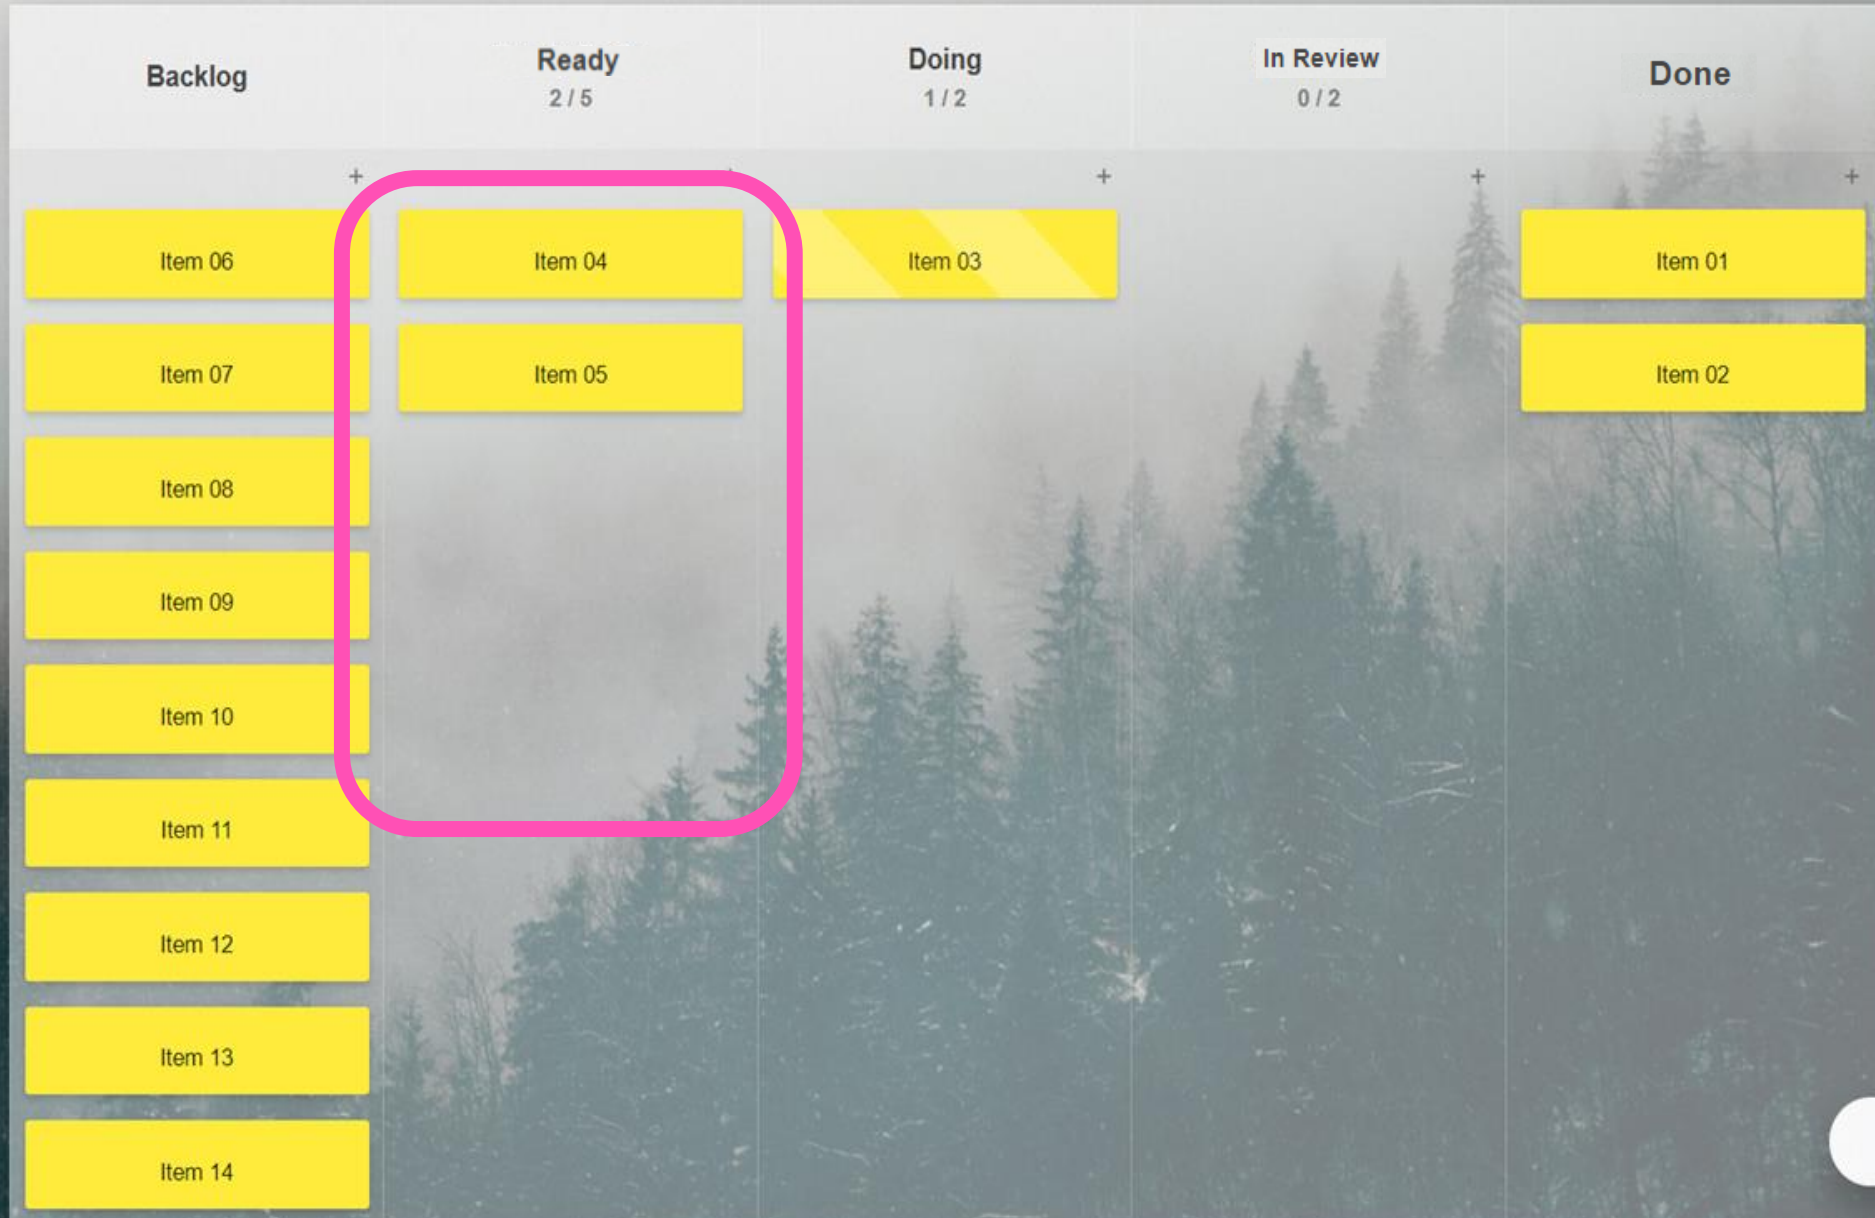 Backlog
Ready
2 / 5
Doing
1 / 2
In Review
0 / 2
Done
+
+
+
+
Item 06
Item 04
Item 03
Item 01
Item 07
Item 05
Item 02
Item 08
Item 09
Item 10
Item 11
Item 12
Item 13
Item 14